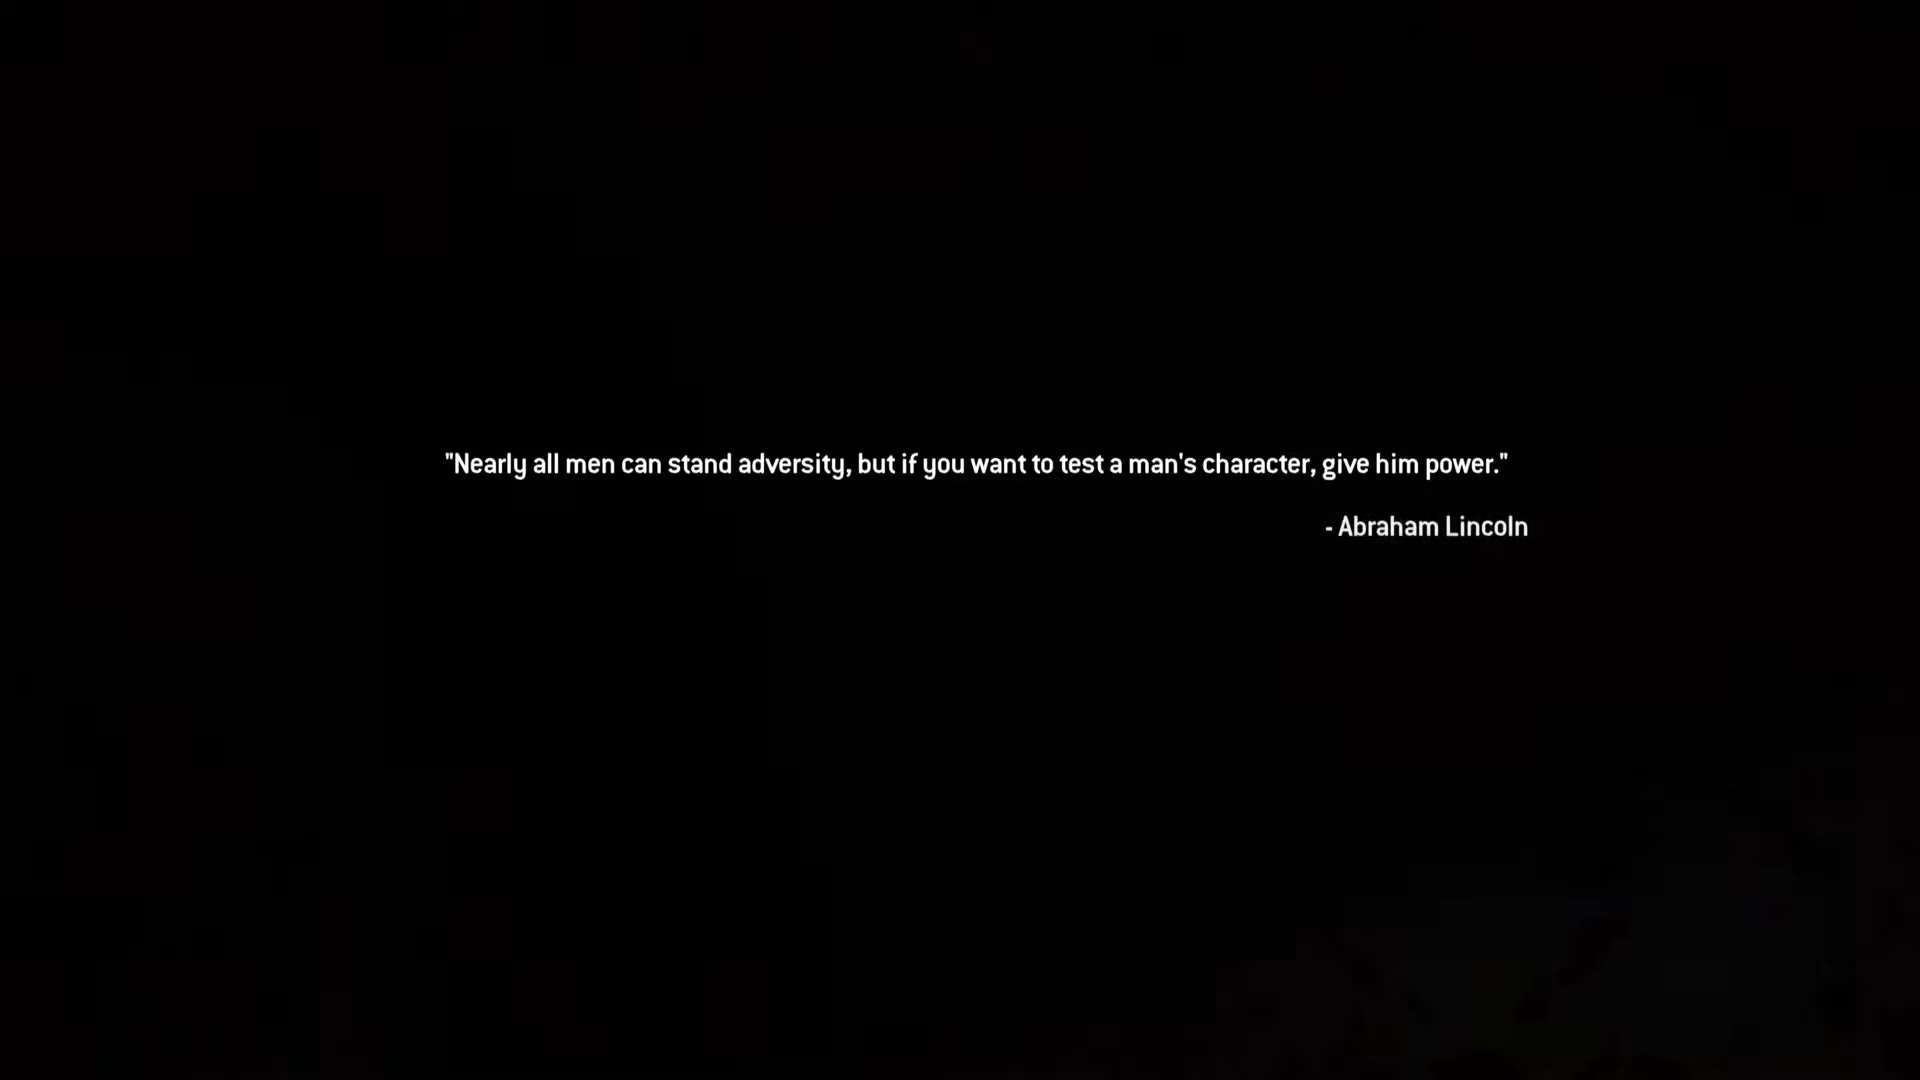 "Nearly all men can stand adversity, but if you want to test a man's character, give him power."
- Abraham Lincoln